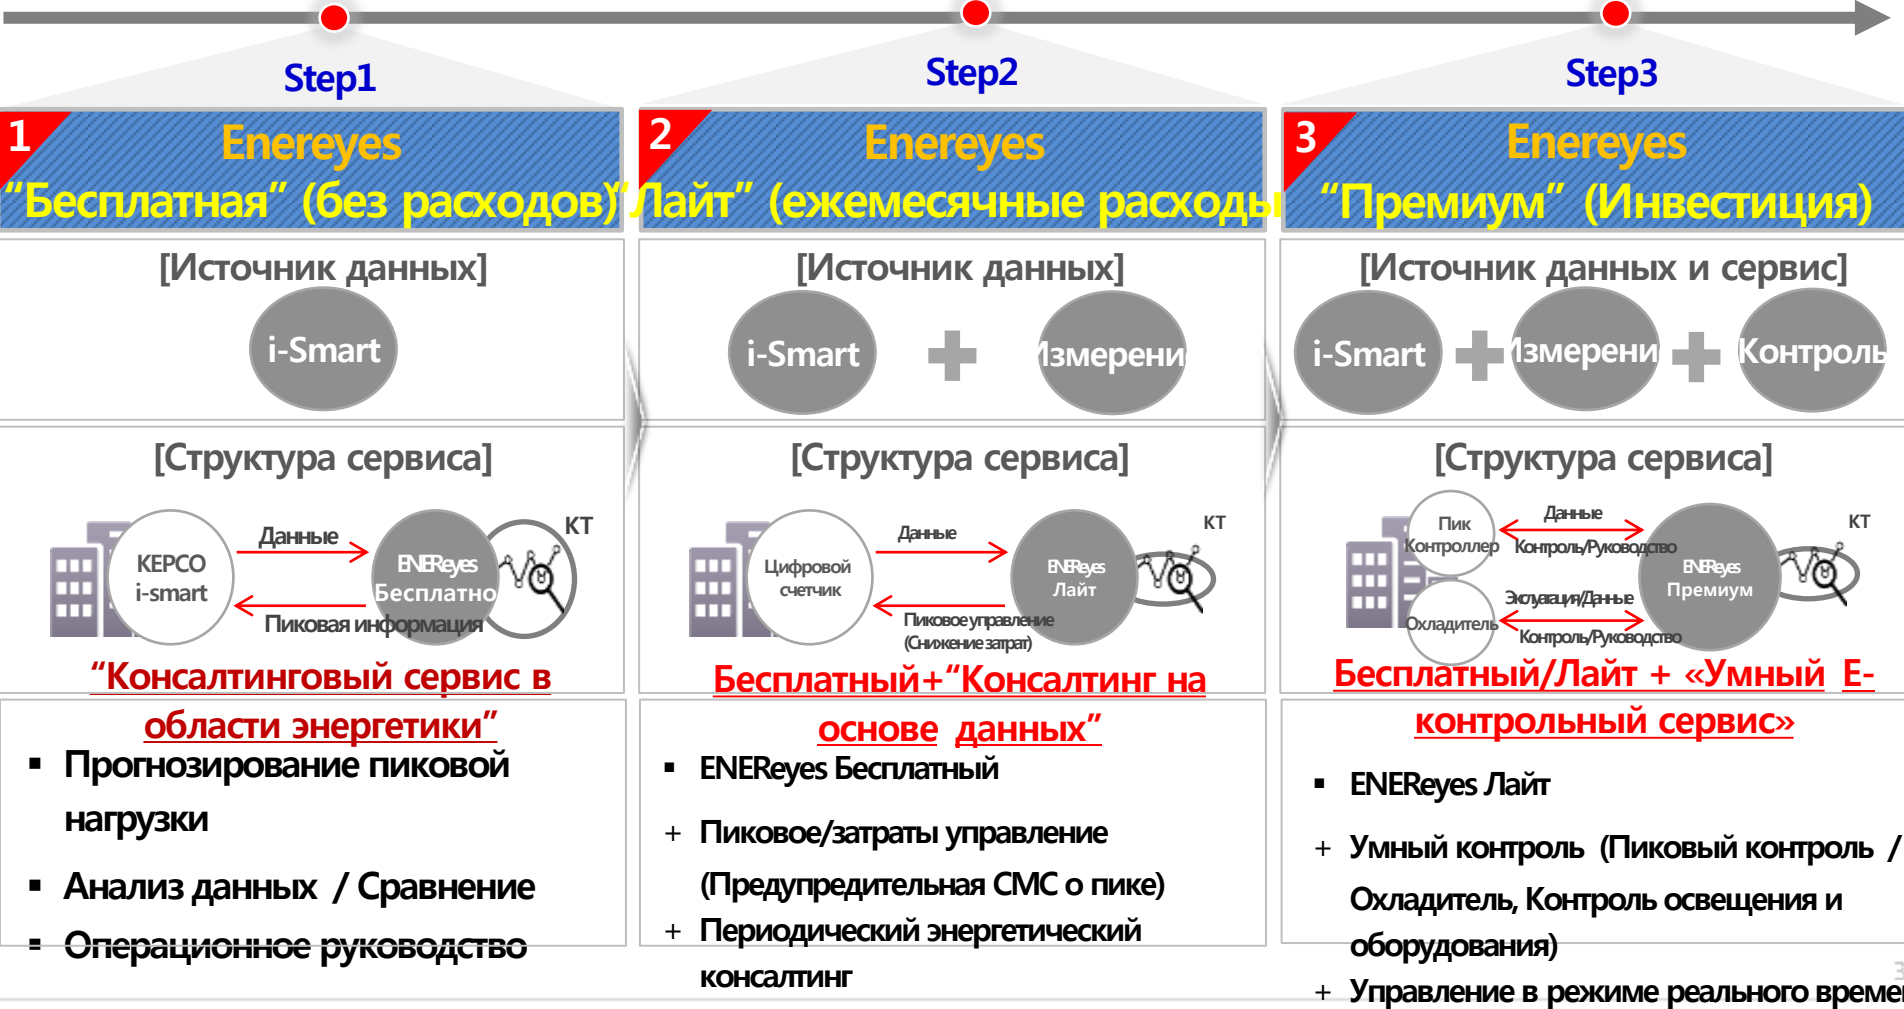 Step1
1
Enereyes
“Бесплатная” (без расходов)
[Источник данных]
i-Smart
[Структура сервиса]
KEPCO
i-smart
Данные
Пиковая информация
ENEReyes
Бесплатно
KT
“Консалтинговый сервис в
области энергетики”
▪ Прогнозирование пиковой
нагрузки
▪ Анализ данных / Сравнение
▪ Операционное руководство
Step2
2
Enereyes
“Лайт” (ежемесячные расходы
[Источник данных]
i-Smart
+
Измерени
[Структура сервиса]
Цифровой
счетчик
Данные
Пиковое управление
(Снижение затрат)
ENEReyes
Лайт
KT
Бесплатный+“Консалтинг на
основе данных”
▪ ENEReyes Бесплатный
+ Пиковое/затраты управление
(Предупредительная СМС о пике)
+ Периодический энергетический
консалтинг
Step3
3
Enereyes
“Премиум” (Инвестиция)
[Источник данных и сервис]
i-Smart
+
Измерени
+
Контроль
[Структура сервиса]
Пик
Контроллер
Данные
Контроль/Руководство
Охладитель
Эксплуатация/Данные
Контроль/Руководство
ENEReyes
Премиум
KT
Бесплатный/Лайт + «Умный Е-
контрольный сервис»
▪ ENEReyes Лайт
+ Умный контроль (Пиковый контроль /
Охладитель, Контроль освещения и
оборудования)
+ Управление в режиме реального времен